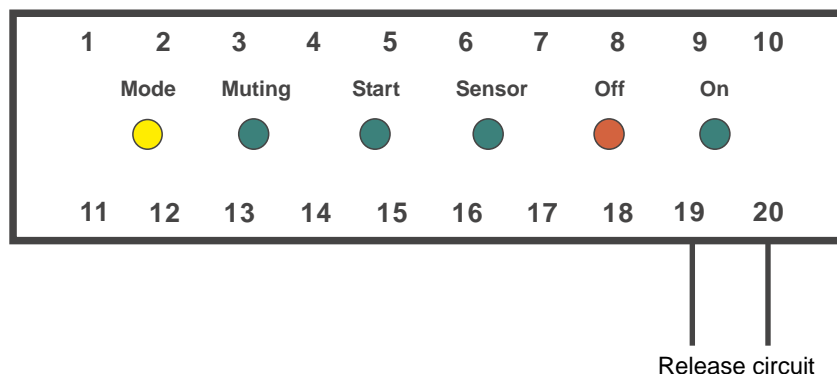 1 2 3 4 5 6 7 8 9 10
Mode Muting Start Sensor Off On
11 12 13 14 15 16 17 18 19 20
Release circuit